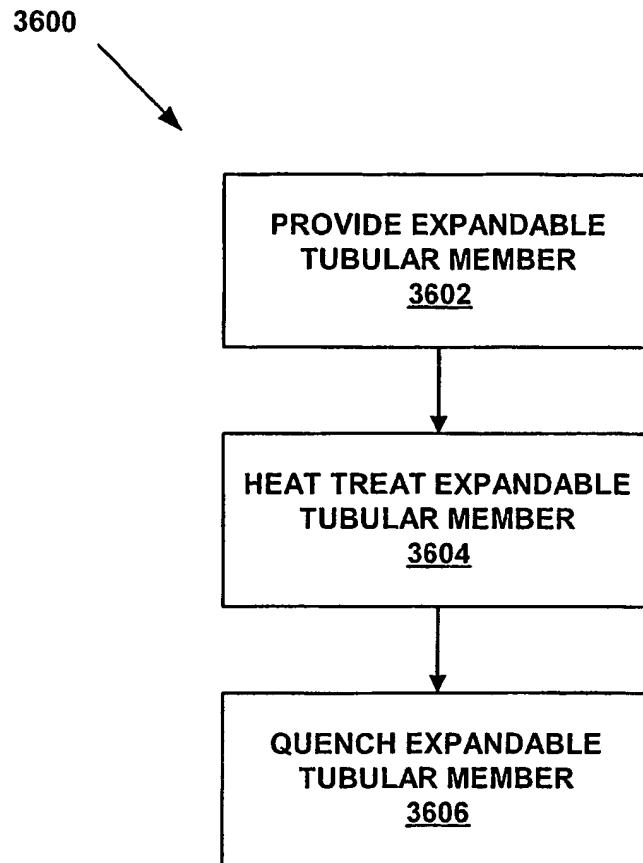 3600
PROVIDE EXPANDABLE
TUBULAR MEMBER
3602
HEAT TREAT EXPANDABLE
TUBULAR MEMBER
3604
QUENCH EXPANDABLE
TUBULAR MEMBER
3606